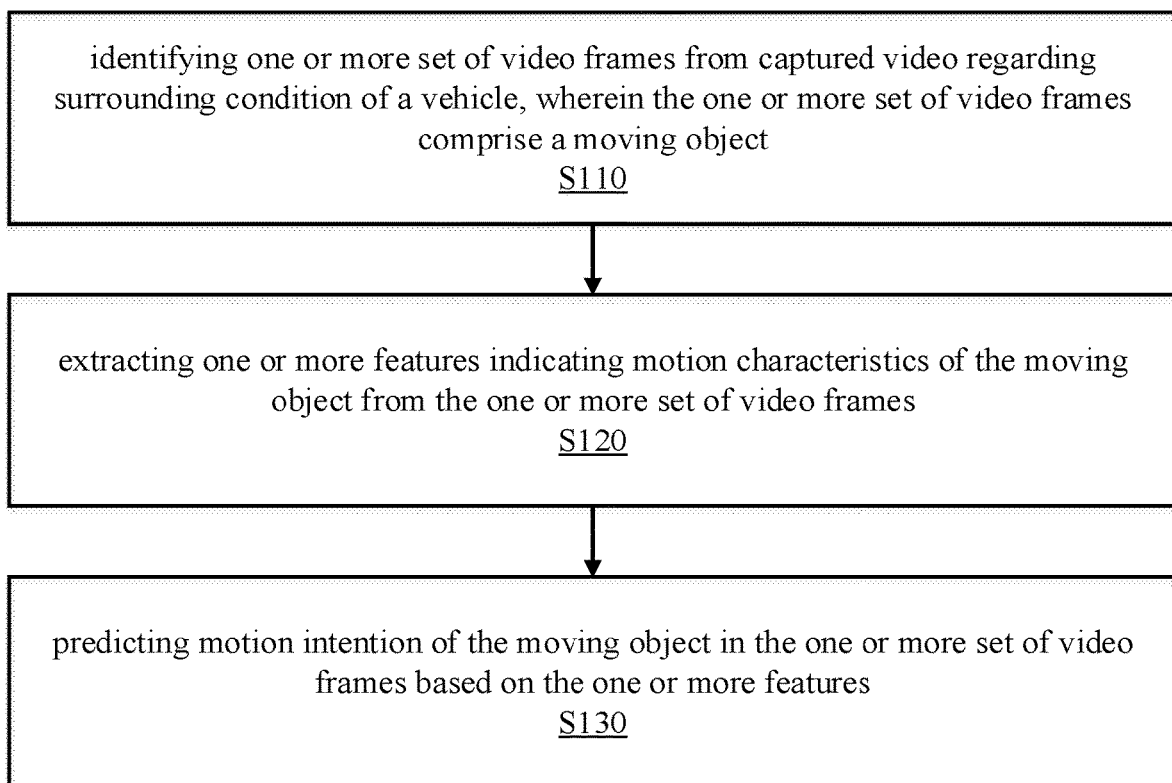 identifying one or more set of video frames from captured video regarding
surrounding condition of a vehicle, wherein the one or more set of video frames
comprise a moving object
S110
extracting one or more features indicating motion characteristics of the moving
object from the one or more set of video frames
S120
predicting motion intention of the moving object in the one or more set of video
frames based on the one or more features
S130